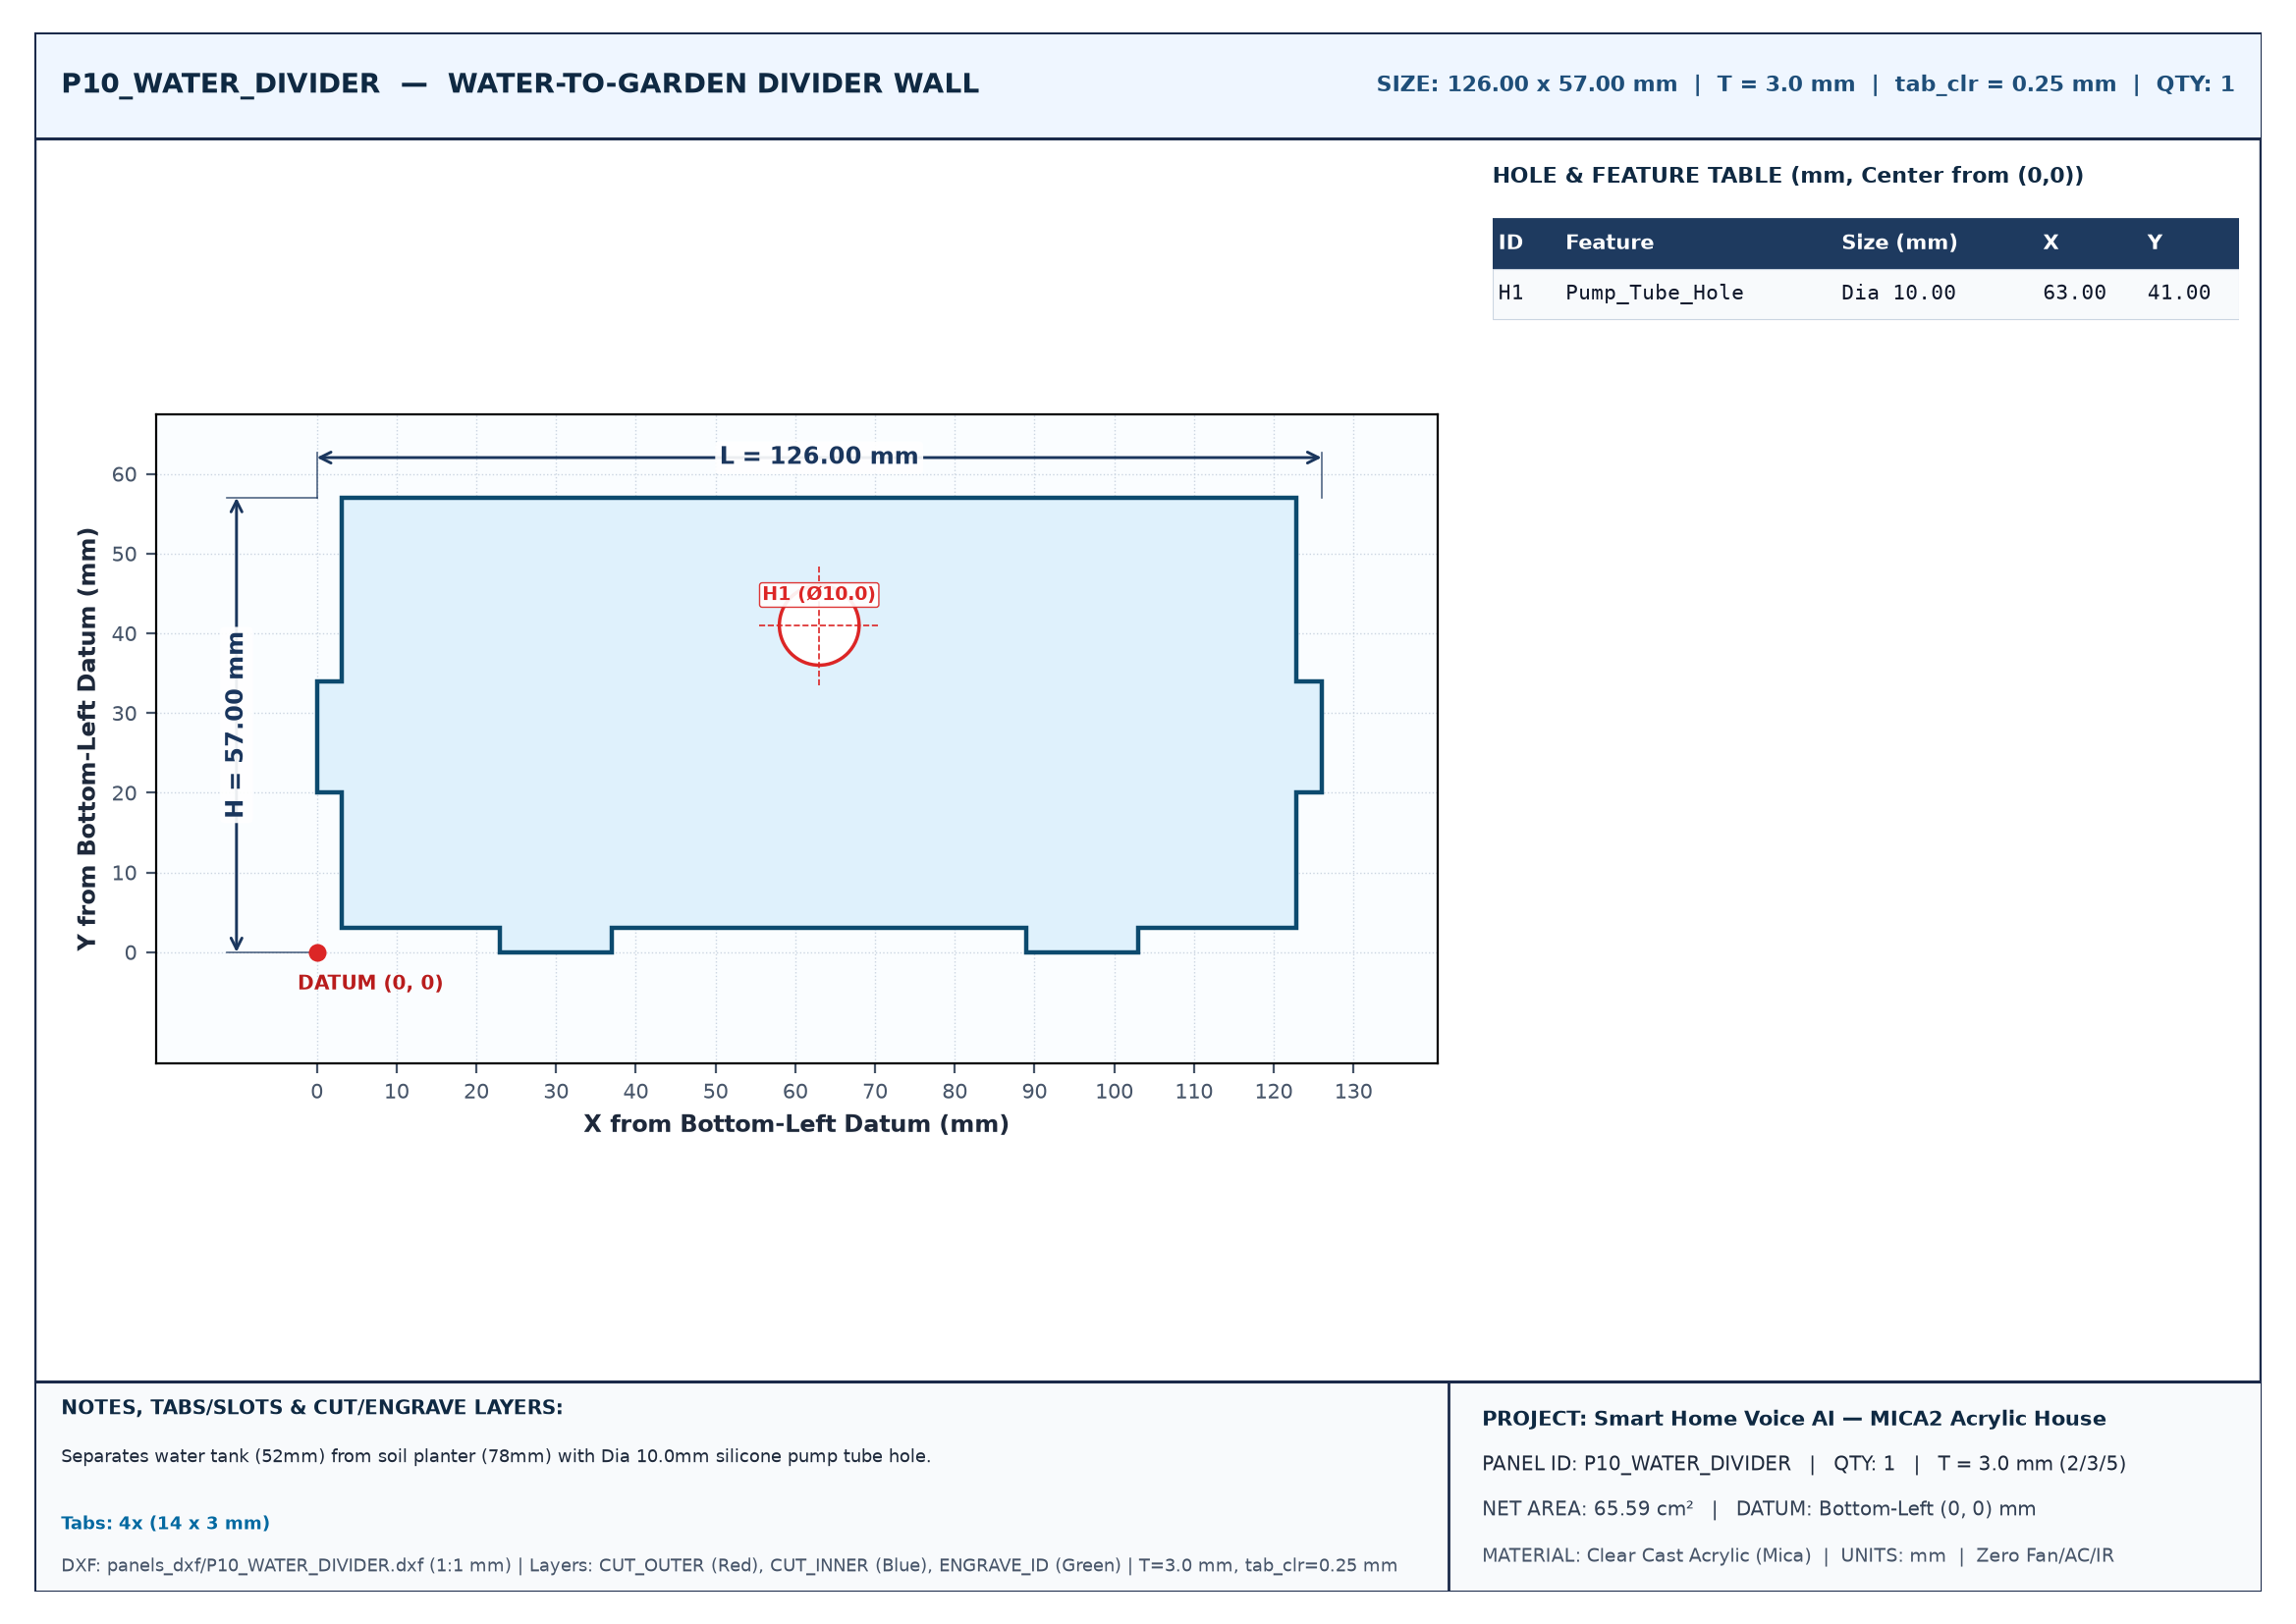 P10_WATER_DIVIDER — WATER-TO-GARDEN DIVIDER WALL
SIZE: 126.00 x 57.00 mm | T = 3.0 mm | tab_clr = 0.25 mm | QTY: 1
HOLE & FEATURE TABLE (mm, Center from (0,0))
ID Feature Size (mm) X Y
H1 Pump_Tube_Hole Dia 10.00 63.00 41.00
L = 126.00 mm
H = 57.00 mm
H1 (Ø10.0)
DATUM (0, 0)
Y from Bottom-Left Datum (mm)
60
50
40
30
20
10
0
0 10 20 30 40 50 60 70 80 90 100 110 120 130
X from Bottom-Left Datum (mm)
NOTES, TABS/SLOTS & CUT/ENGRAVE LAYERS:
Separates water tank (52mm) from soil planter (78mm) with Dia 10.0mm silicone pump tube hole.
Tabs: 4x (14 x 3 mm)
DXF: panels_dxf/P10_WATER_DIVIDER.dxf (1:1 mm) | Layers: CUT_OUTER (Red), CUT_INNER (Blue), ENGRAVE_ID (Green) | T=3.0 mm, tab_clr=0.25 mm
PROJECT: Smart Home Voice AI — MICA2 Acrylic House
PANEL ID: P10_WATER_DIVIDER | QTY: 1 | T = 3.0 mm (2/3/5)
NET AREA: 65.59 cm² | DATUM: Bottom-Left (0, 0) mm
MATERIAL: Clear Cast Acrylic (Mica) | UNITS: mm | Zero Fan/AC/IR